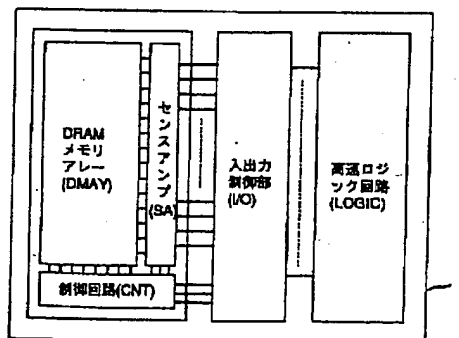 DRAM
メモリ
アレー
(DMAY)
センスアンプ
(SA)
入出力
制御部
(I/O)
高速ロジ
ック回路
(LOGIC)
制御回路(CNT)